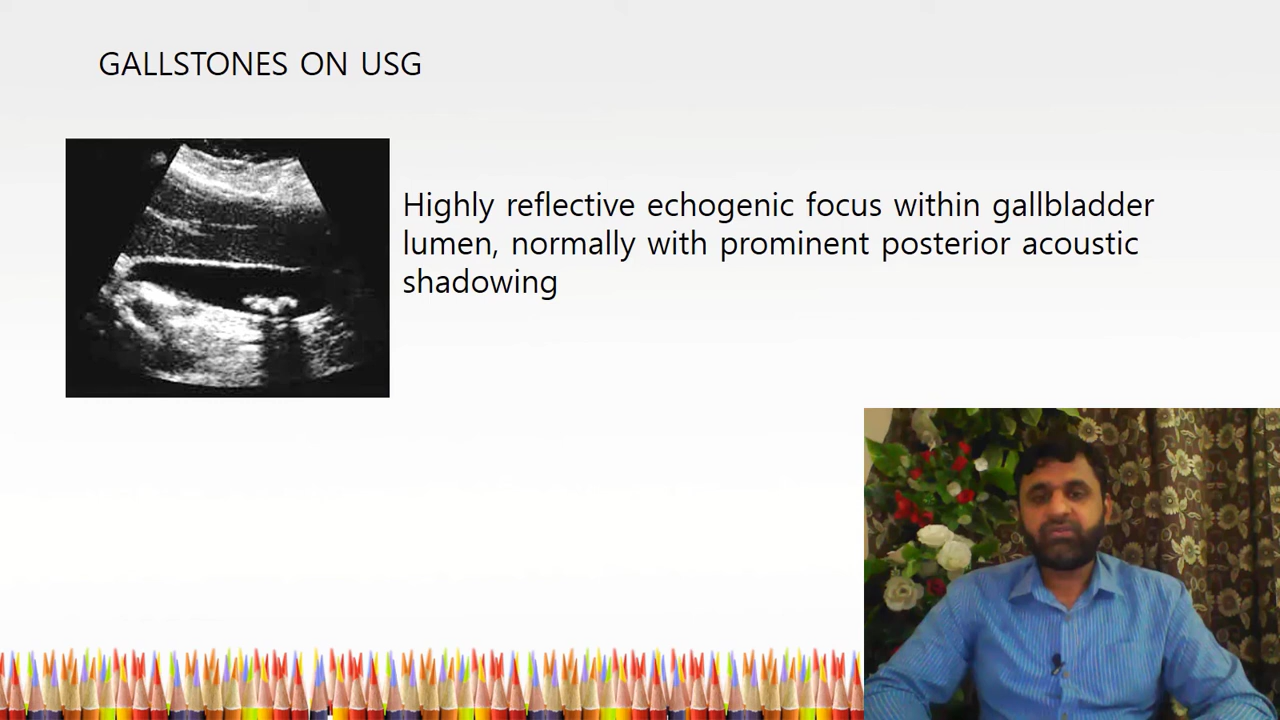 GALLSTONES ON USG
Highly reflective echogenic focus within gallbladder
lumen, normally with prominent posterior acoustic
shadowing